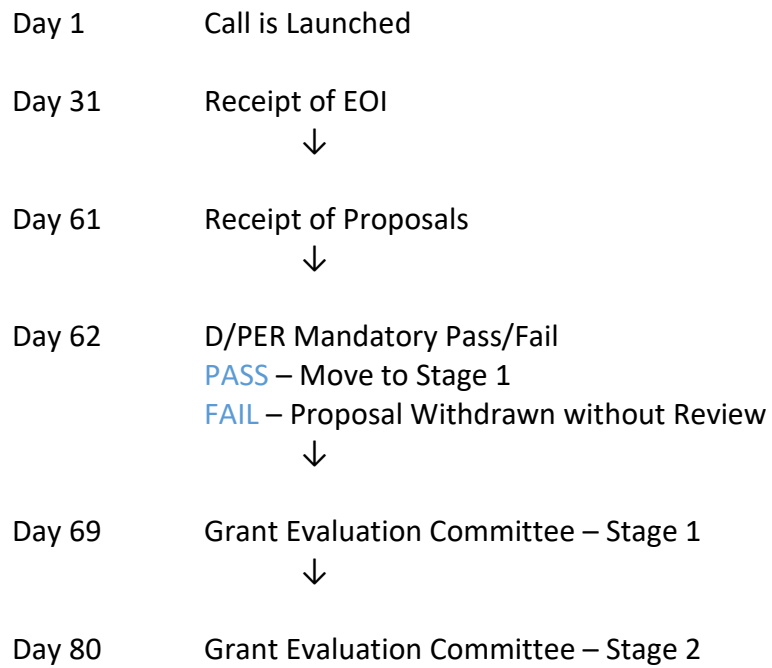 Day 1 Call is Launched
Day 31 Receipt of EOI
↓
Day 61 Receipt of Proposals
↓
Day 62 D/PER Mandatory Pass/Fail
PASS – Move to Stage 1
FAIL – Proposal Withdrawn without Review
↓
Day 69 Grant Evaluation Committee – Stage 1
↓
Day 80 Grant Evaluation Committee – Stage 2